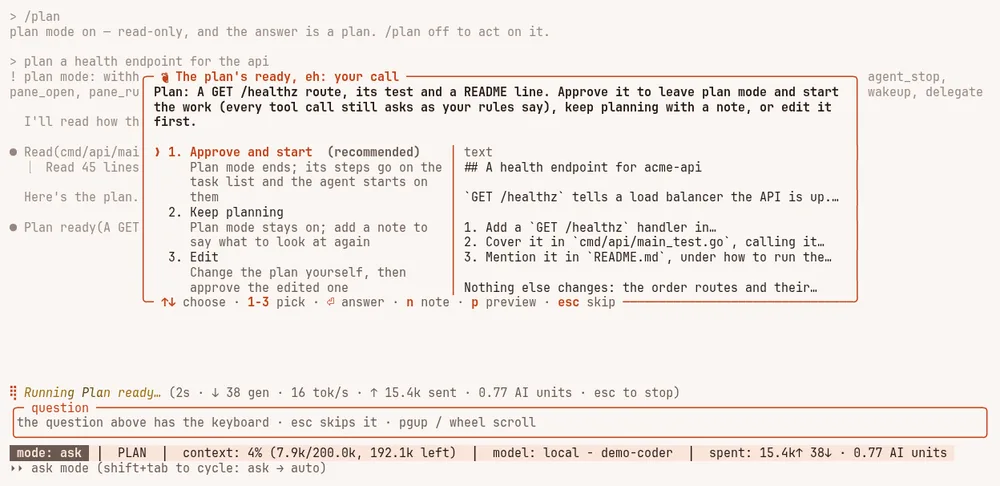 > /plan
plan mode on — read-only, and the answer is a plan. /plan off to act on it.
> plan a health endpoint for the api
! plan mode: withh
agent_stop,
pane_open, pane_ru
wakeup, delegate
I'll read how th
● Read(cmd/api/mai
Read 45 lines
Here's the plan.
● Plan ready(A GET
The plan's ready, eh: your call
Plan: A GET /healthz route, its test and a README line. Approve it to leave plan mode and start
the work (every tool call still asks as your rules say), keep planning with a note, or edit it
first.
❯ 1. Approve and start (recommended)
Plan mode ends; its steps go on the
task list and the agent starts on
them
2. Keep planning
Plan mode stays on; add a note to
say what to look at again
3. Edit
Change the plan yourself, then
approve the edited one
text
## A health endpoint for acme-api
`GET /healthz` tells a load balancer the API is up.…
1. Add a `GET /healthz` handler in…
2. Cover it in `cmd/api/main_test.go`, calling it…
3. Mention it in `README.md`, under how to run the…
Nothing else changes: the order routes and their…
↑↓ choose · 1-3 pick · ⏎ answer · n note · p preview · esc skip
Running Plan ready… (2s · ↓ 38 gen · 16 tok/s · ↑ 15.4k sent · 0.77 AI units · esc to stop)
question
the question above has the keyboard · esc skips it · pgup / wheel scroll
mode: ask | PLAN | context: 4% (7.9k/200.0k, 192.1k left) | model: local - demo-coder | spent: 15.4k↑ 38↓ · 0.77 AI units
▸▸ ask mode (shift+tab to cycle: ask → auto)